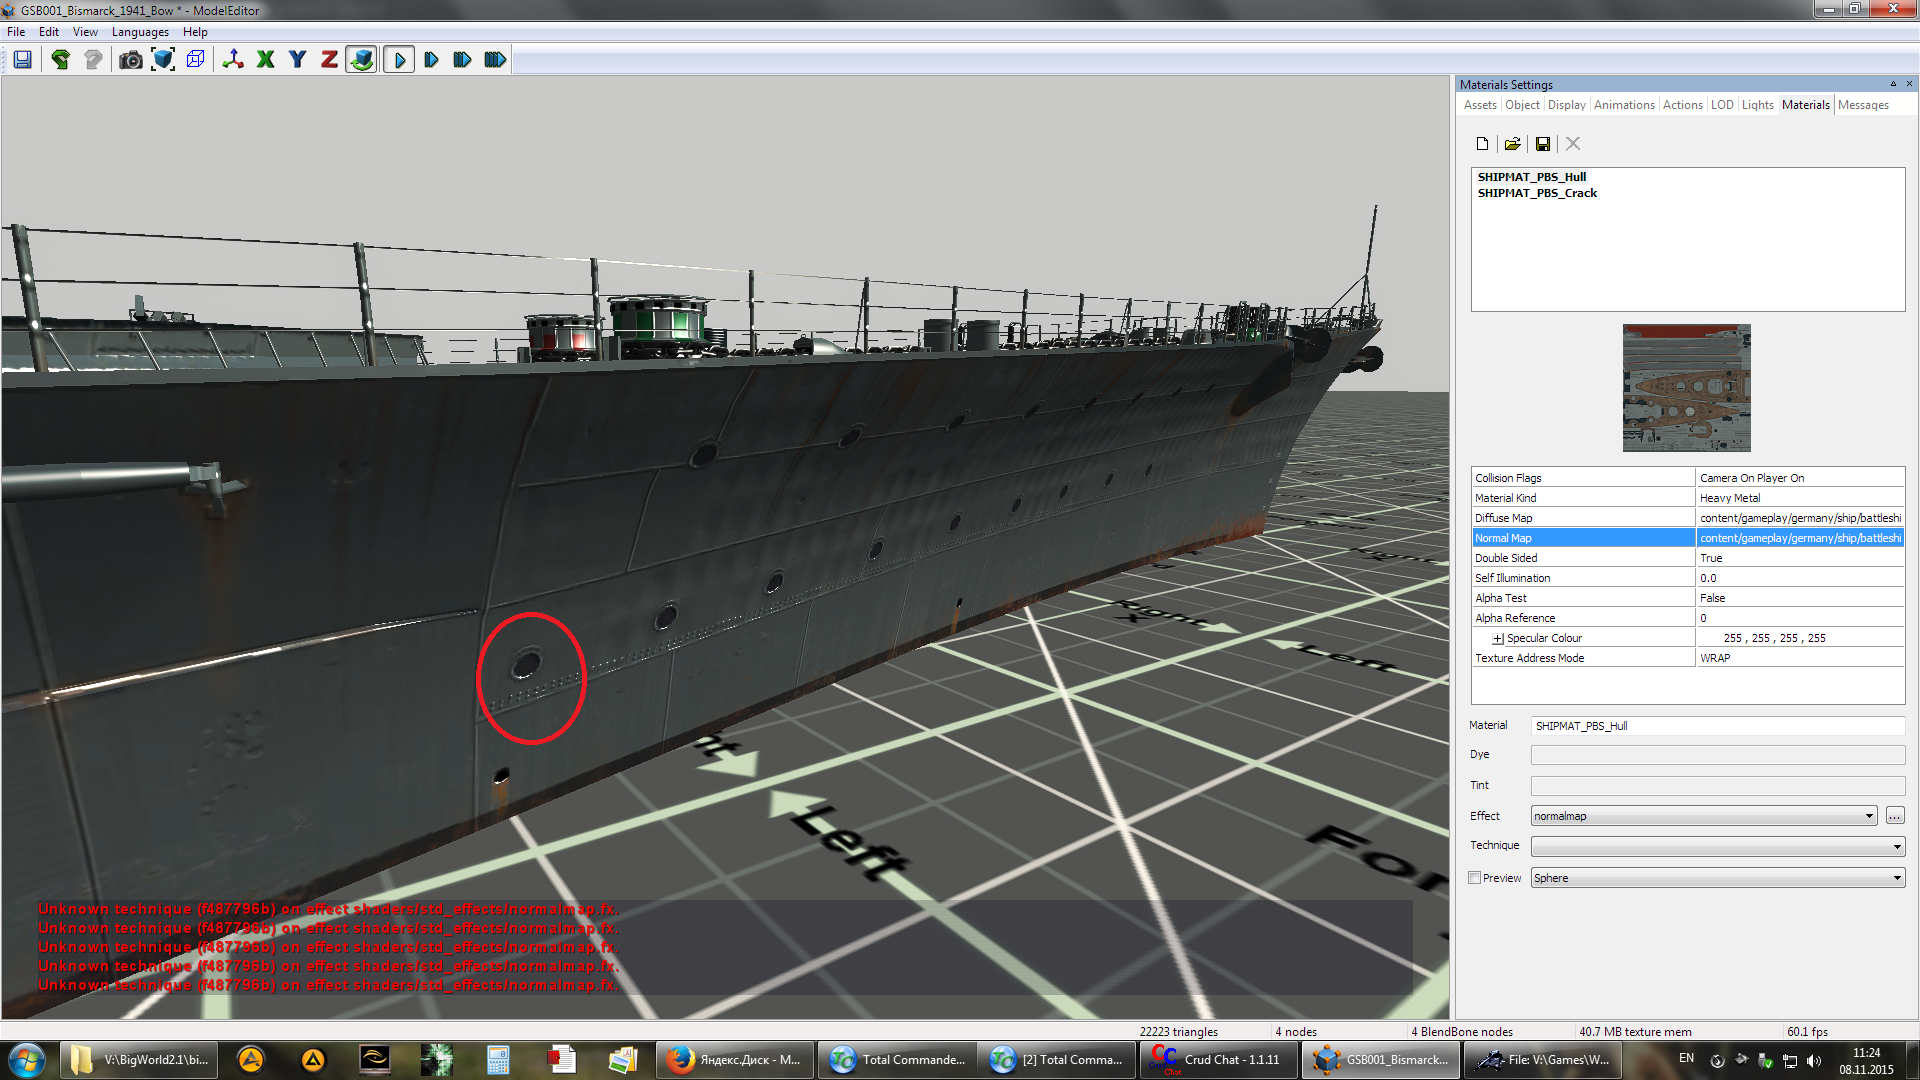 GSB001_Bismarck_1941_Bow * - ModelEditor
File Edit View Languages Help
X Y Z
Materials Settings
Assets Object Display Animations Actions LOD Lights Materials Messages
SHIPMAT_PBS_Hull
SHIPMAT_PBS_Crack
Collision Flags Camera On Player On
Material Kind Heavy Metal
Diffuse Map content/gameplay/germany/ship/battleshi
Normal Map content/gameplay/germany/ship/battleshi
Double Sided True
Self Illumination 0.0
Alpha Test False
Alpha Reference 0
Specular Colour 255 , 255 , 255 , 255
Texture Address Mode WRAP
Material SHIPMAT_PBS_Hull
Dye
Tint
Effect normalmap ...
Technique
Preview Sphere
Right
X
Left
Left
For
Unknown technique (f487796b) on effect shaders/std_effects/normalmap.fx.
Unknown technique (f487796b) on effect shaders/std_effects/normalmap.fx.
Unknown technique (f487796b) on effect shaders/std_effects/normalmap.fx.
Unknown technique (f487796b) on effect shaders/std_effects/normalmap.fx.
Unknown technique (f487796b) on effect shaders/std_effects/normalmap.fx.
22223 triangles 4 nodes 4 BlendBone nodes 40.7 MB texture mem 60.1 fps
V:\BigWorld2.1\bi... Яндекс.Диск - M... Total Commande... [2] Total Comma... Crud Chat - 1.1.11 GSB001_Bismarck... File: V:\Games\W... EN 11:24
08.11.2015